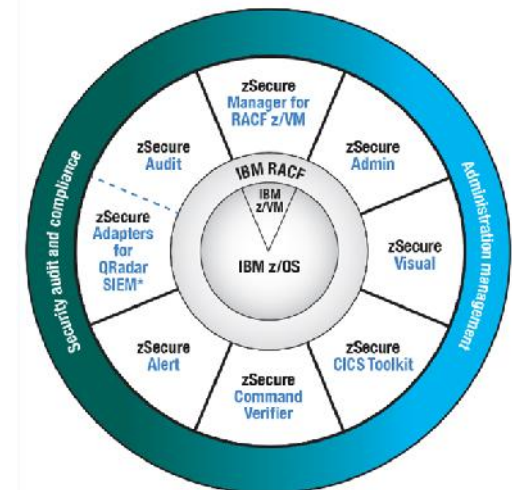 zSecure
Manager for
RACF z/VM
zSecure
Admin
zSecure
Visual
zSecure
CICS Toolkit
zSecure
Command
Verifier
zSecure
Alert
zSecure
Adapters
for
QRadar
SIEM*
zSecure
Audit
IBM RACF
IBM
z/VM
IBM z/OS
Security audit and compliance
Administration management